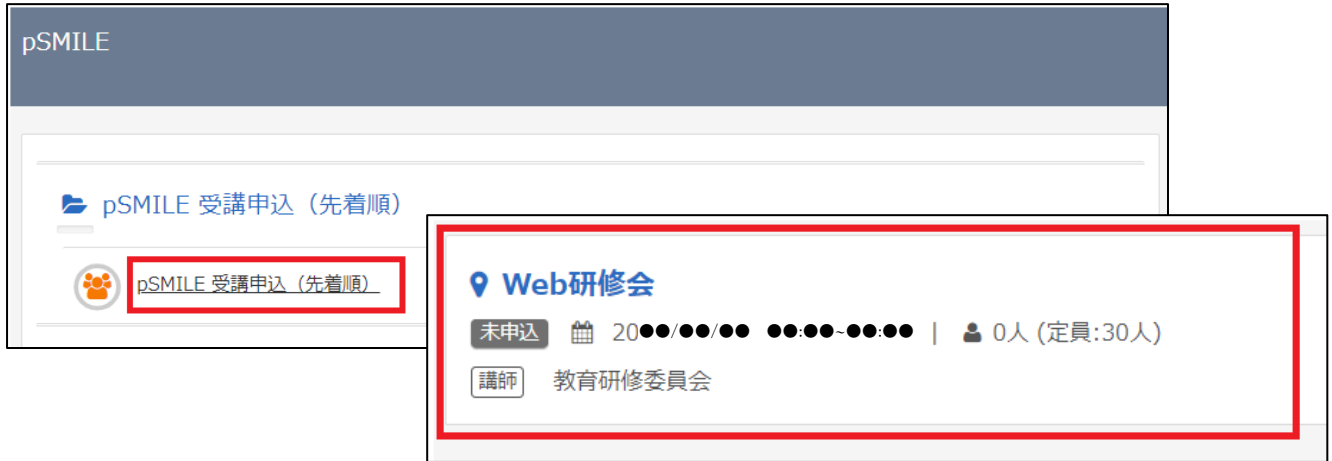 pSMILE
pSMILE 受講申込（先着順）
pSMILE 受講申込（先着順）
Web研修会
未申込 20●●/●●/●● ●●:●●~●●:●● | 0人 (定員:30人)
講師 教育研修委員会